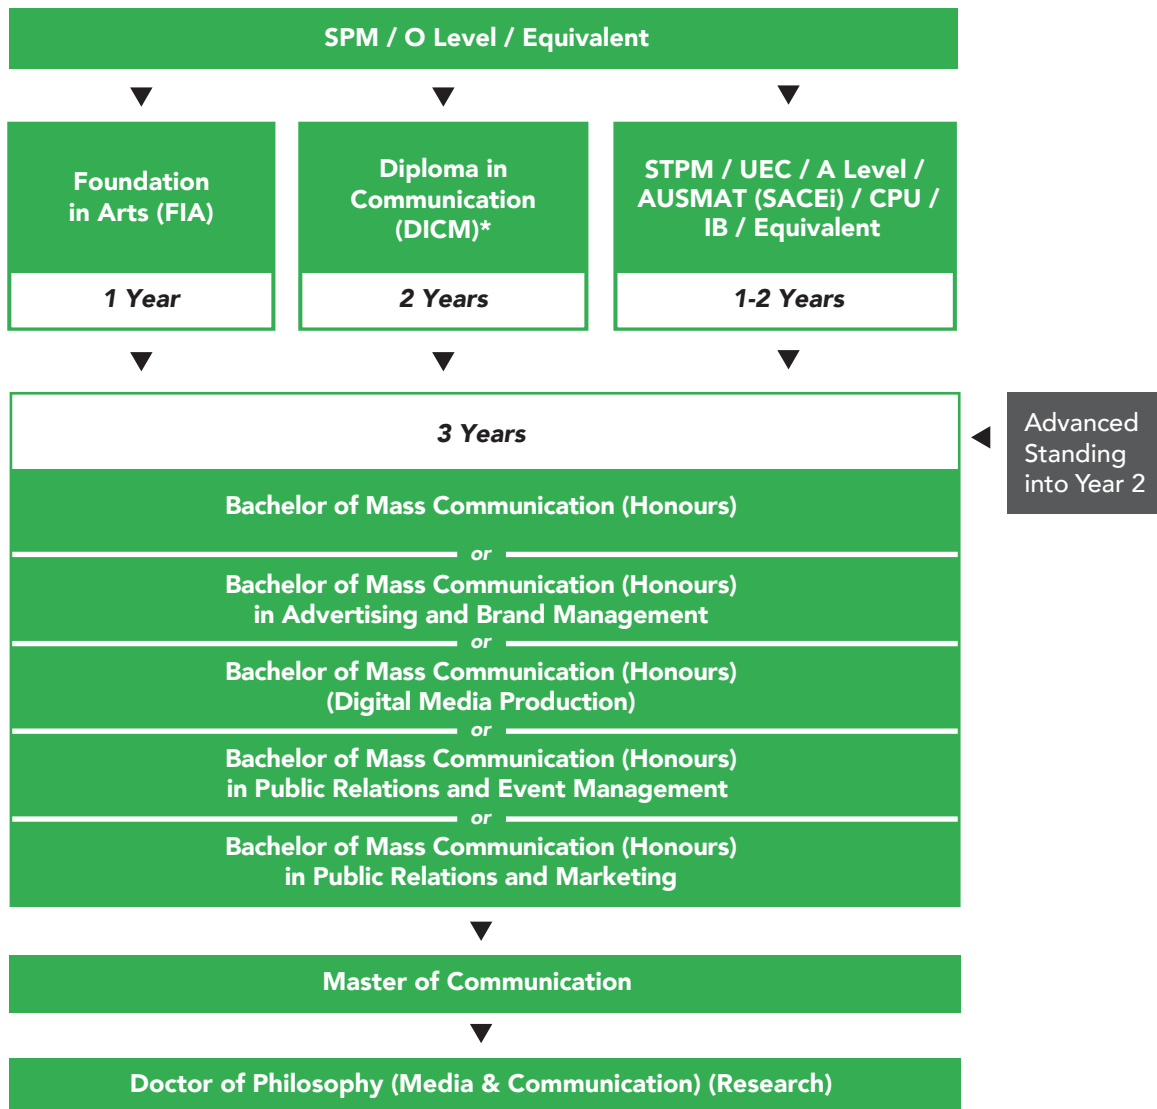 SPM / O Level / Equivalent
Foundation
in Arts (FIA)
1 Year
Diploma in
Communication
(DICM)*
2 Years
STPM / UEC / A Level /
AUSMAT (SACEi) / CPU /
IB / Equivalent
1-2 Years
3 Years
Advanced
Standing
into Year 2
Bachelor of Mass Communication (Honours)
or
Bachelor of Mass Communication (Honours)
in Advertising and Brand Management
or
Bachelor of Mass Communication (Honours)
(Digital Media Production)
or
Bachelor of Mass Communication (Honours)
in Public Relations and Event Management
or
Bachelor of Mass Communication (Honours)
in Public Relations and Marketing
Master of Communication
Doctor of Philosophy (Media & Communication) (Research)